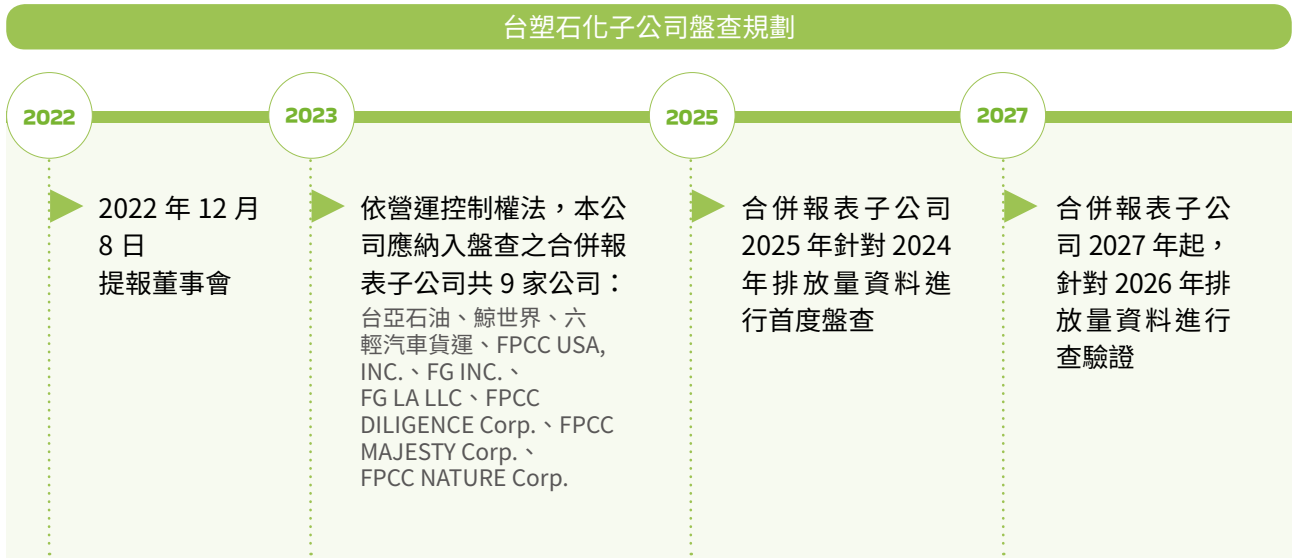 台塑石化子公司盤查規劃
2022
2022 年 12 月
8 日
提報董事會
2023
依營運控制權法，本公
司應納入盤查之合併報
表子公司共 9 家公司：
台亞石油、鯨世界、六
輕汽車貨運、FPCC USA,
INC.、FG INC.、
FG LA LLC、FPCC
DILIGENCE Corp.、FPCC
MAJESTY Corp.、
FPCC NATURE Corp.
2025
合併報表子公司
2025 年針對 2024
年排放量資料進
行首度盤查
2027
合併報表子公
司 2027 年起，
針對 2026 年排
放量資料進行
查驗證